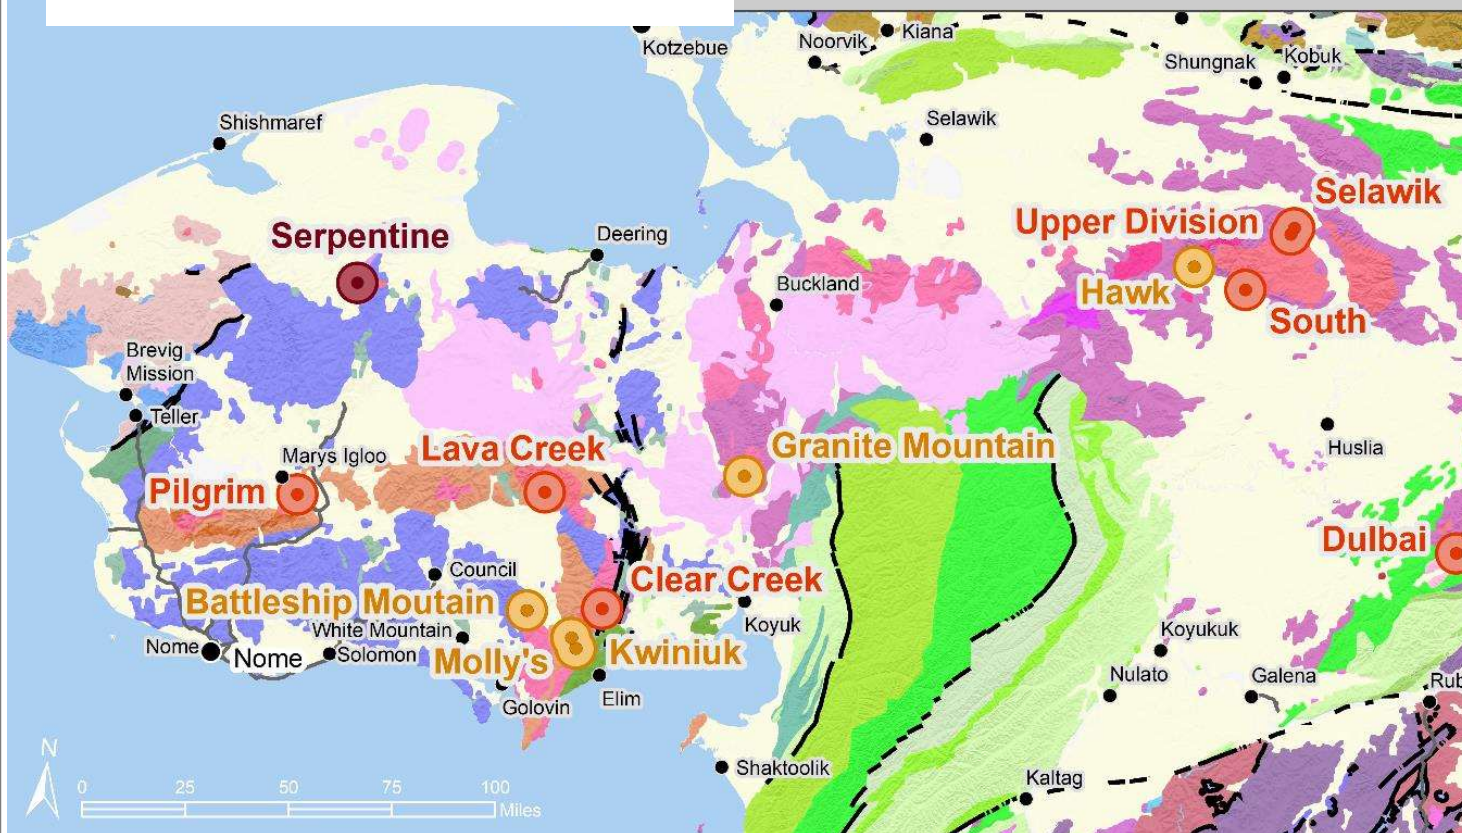 Kotzebue
Noorvik
Kiana
Shungnak
Kobuk
Shishmaref
Selawik
Selawik
Upper Division
Serpentine
Deering
Hawk
Buckland
South
Brevig
Mission
Teller
Huslia
Lava Creek
Granite Mountain
Marys Igloo
Pilgrim
Dulbai
Council
Clear Creek
Battleship Moutain
Koyuk
White Mountain
Koyukuk
Nome
Nome
Solomon
Molly's
Kwiniuk
Nulato
Galena
Rub
Elim
Golovin
N
Shaktoolik
Kaltag
0 25 50 75 100
Miles